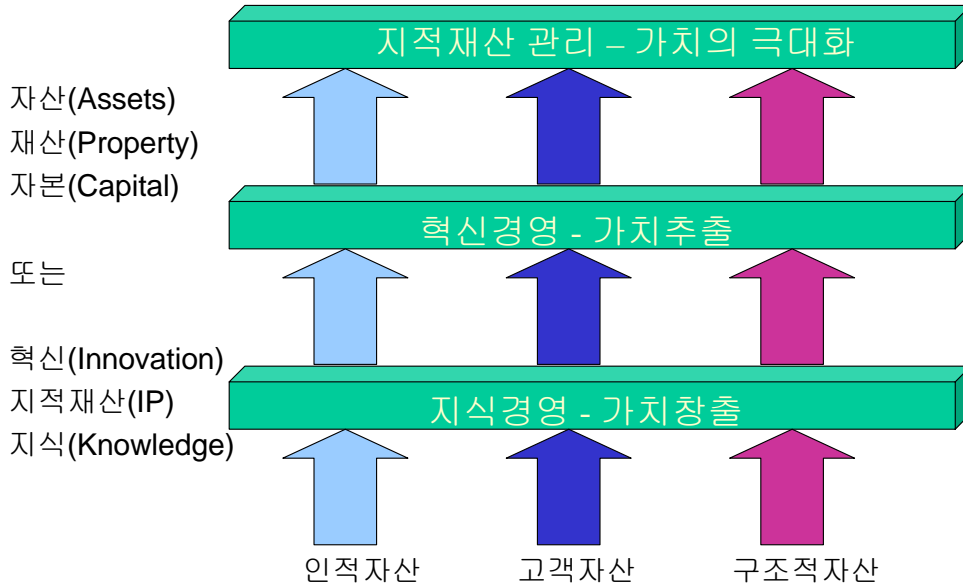 지적재산 관리 – 가치의 극대화
자산(Assets)
재산(Property)
자본(Capital)
혁신경영 - 가치추출
또는
혁신(Innovation)
지적재산(IP)
지식(Knowledge)
지식경영 - 가치창출
인적자산 고객자산 구조적자산